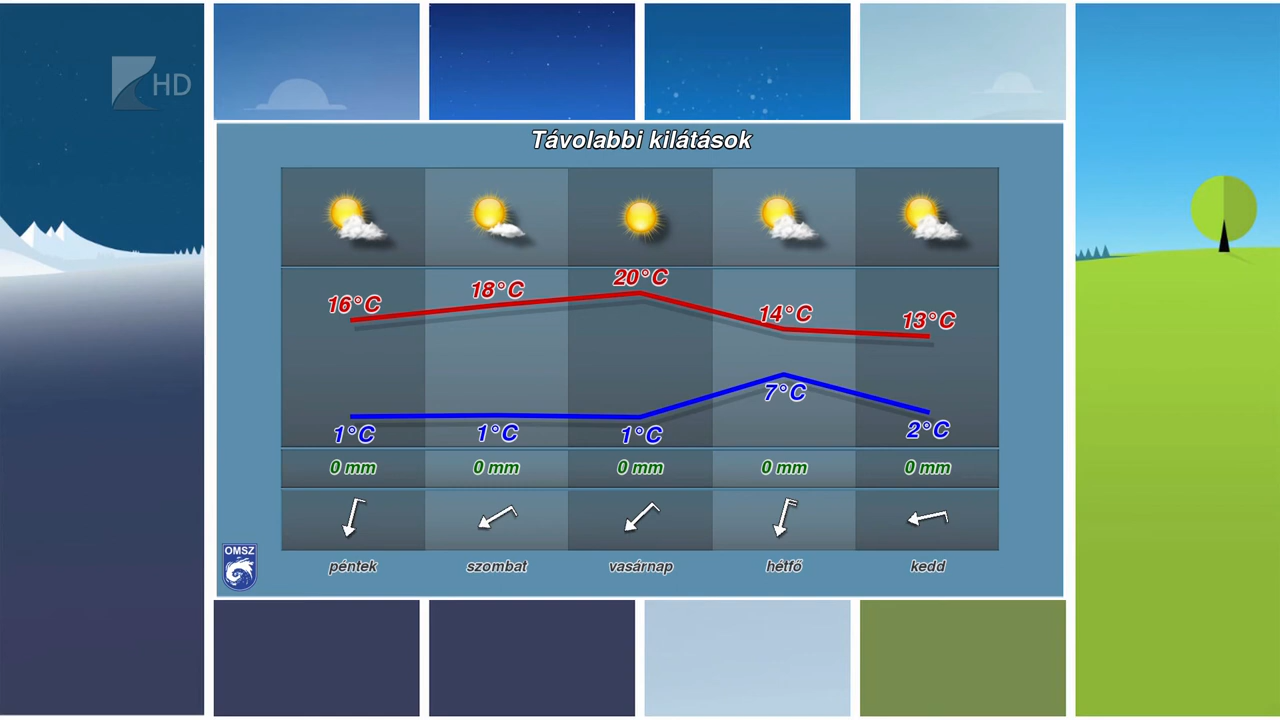 HD
Távolabbi kilátások
16°C 18°C 20°C 14°C 13°C
1°C 1°C 1°C 7°C 2°C
0 mm 0 mm 0 mm 0 mm 0 mm
OMSZ
péntek szombat vasárnap hétfő kedd